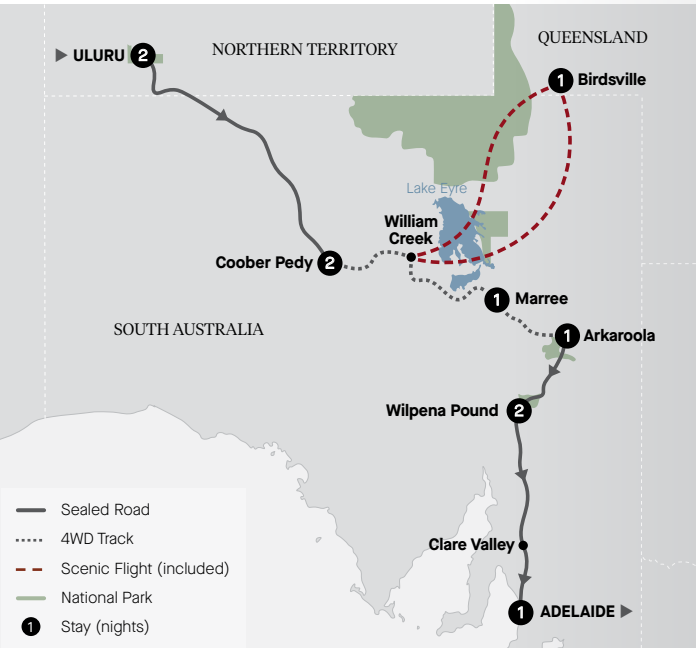 NORTHERN TERRITORY
QUEENSLAND
ULURU 2
1 Birdsville
Lake Eyre
William
Creek
Coober Pedy 2
1 Marree
SOUTH AUSTRALIA
1 Arkaroola
Wilpena Pound 2
Clare Valley
1 ADELAIDE
Sealed Road
4WD Track
Scenic Flight (included)
National Park
1 Stay (nights)